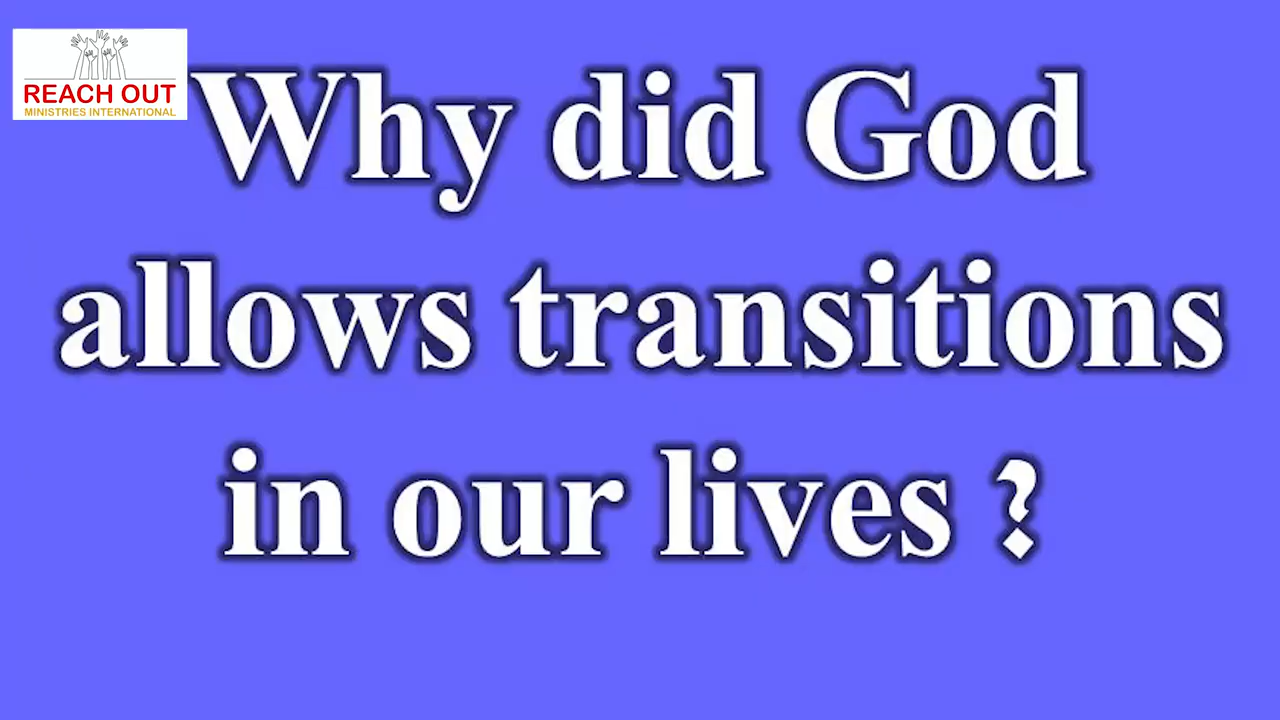 REACH OUT
MINISTRIES INTERNATIONAL
Why did God
allows transitions
in our lives ?